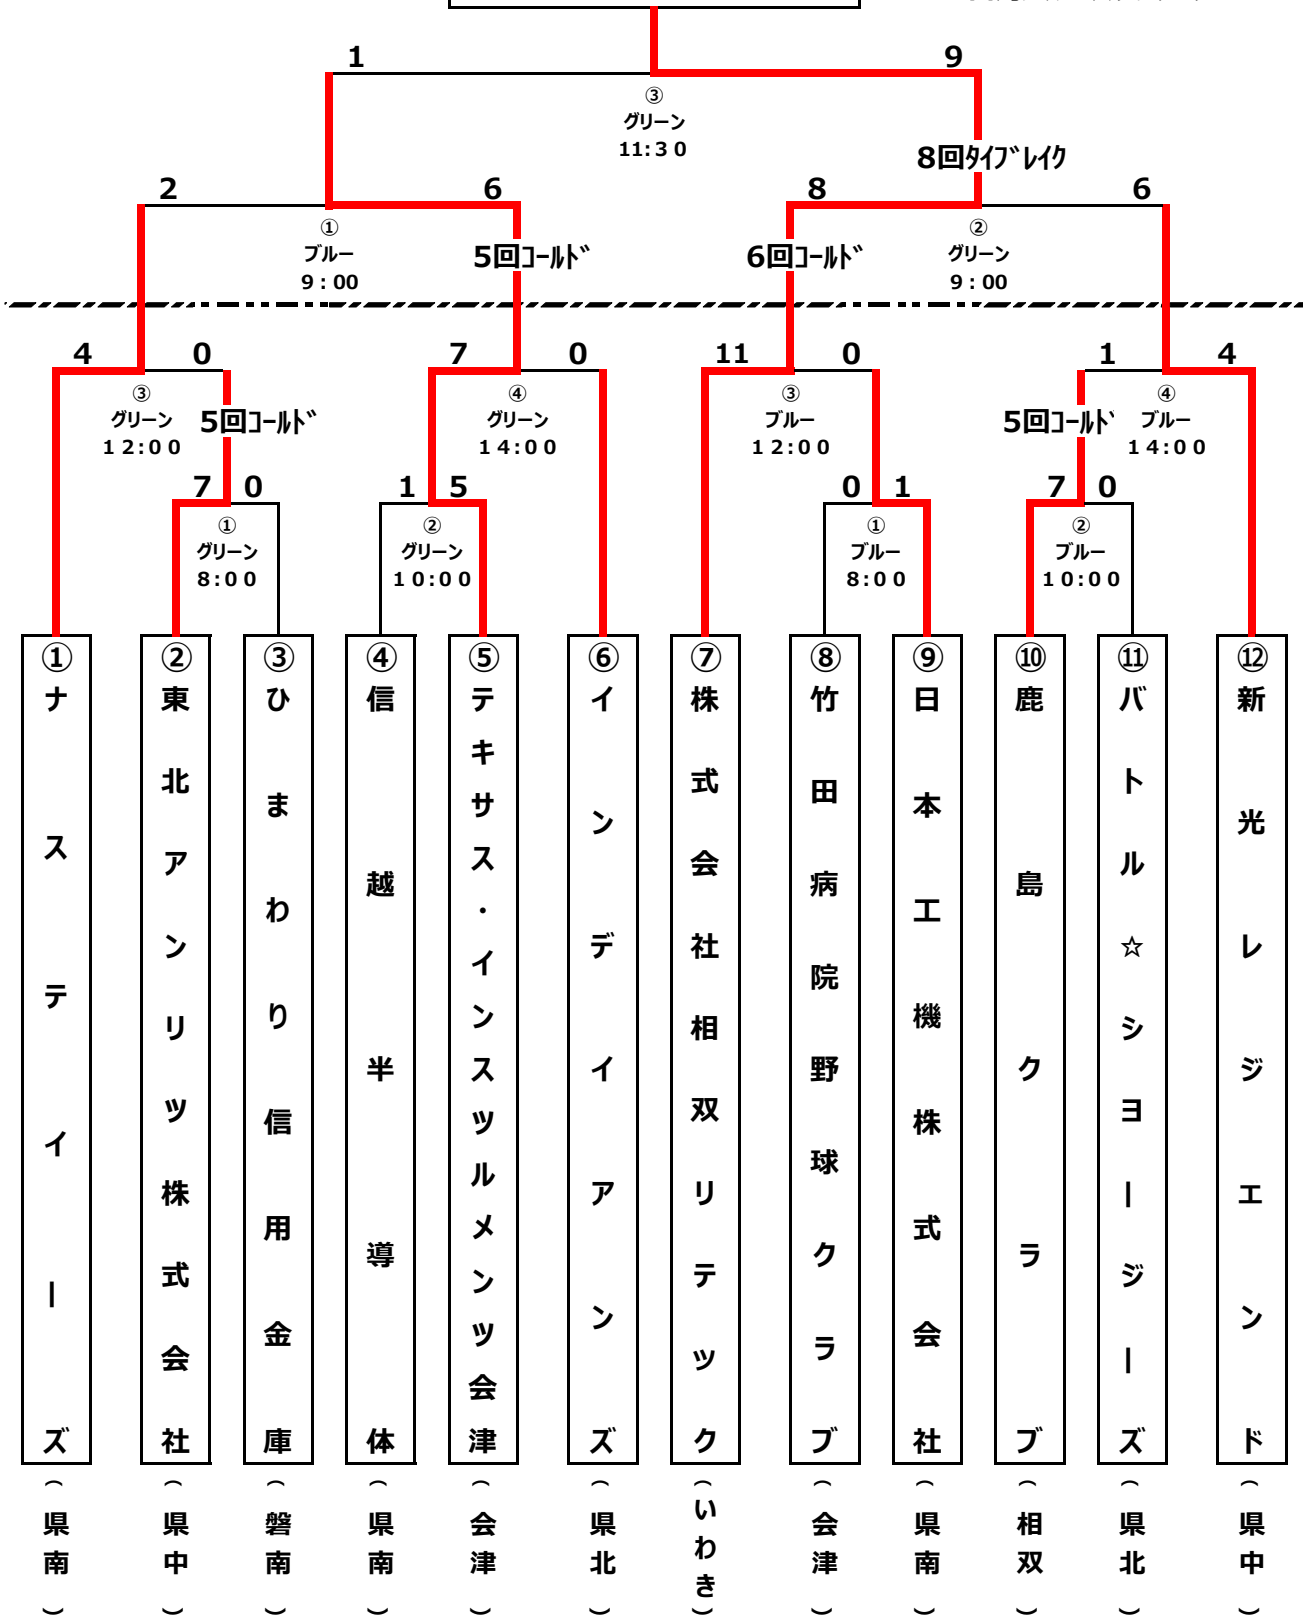 1 9
③
グリーン
11:30
8回ﾀｲﾌﾞﾚｲｸ
2 6 8 6
①
ブルー
9:00
5回ｺｰﾙﾄﾞ
6回ｺｰﾙﾄﾞ
②
グリーン
9:00
4 0 7 0 11 0 1 4
③
グリーン
12:00
5回ｺｰﾙﾄﾞ
④
グリーン
14:00
③
ブルー
12:00
5回ｺｰﾙﾄﾞ
④
ブルー
14:00
7 0 1 5 0 1 7 0
①
グリーン
8:00
②
グリーン
10:00
①
ブルー
8:00
②
ブルー
10:00
①ナステイーズ(県南)
②東北アンリツ株式会社(県中)
③ひまわり信用金庫(磐南)
④信越半導体(県南)
⑤テキサス・インスツルメンツ会津(会津)
⑥インデイアンズ(県北)
⑦株式会社相双リテツク(いわき)
⑧竹田病院野球クラブ(会津)
⑨日本工機株式会社(県南)
⑩鹿島クラブ(相双)
⑪バトル☆シヨージーズ(県北)
⑫新光レジエンド(県中)